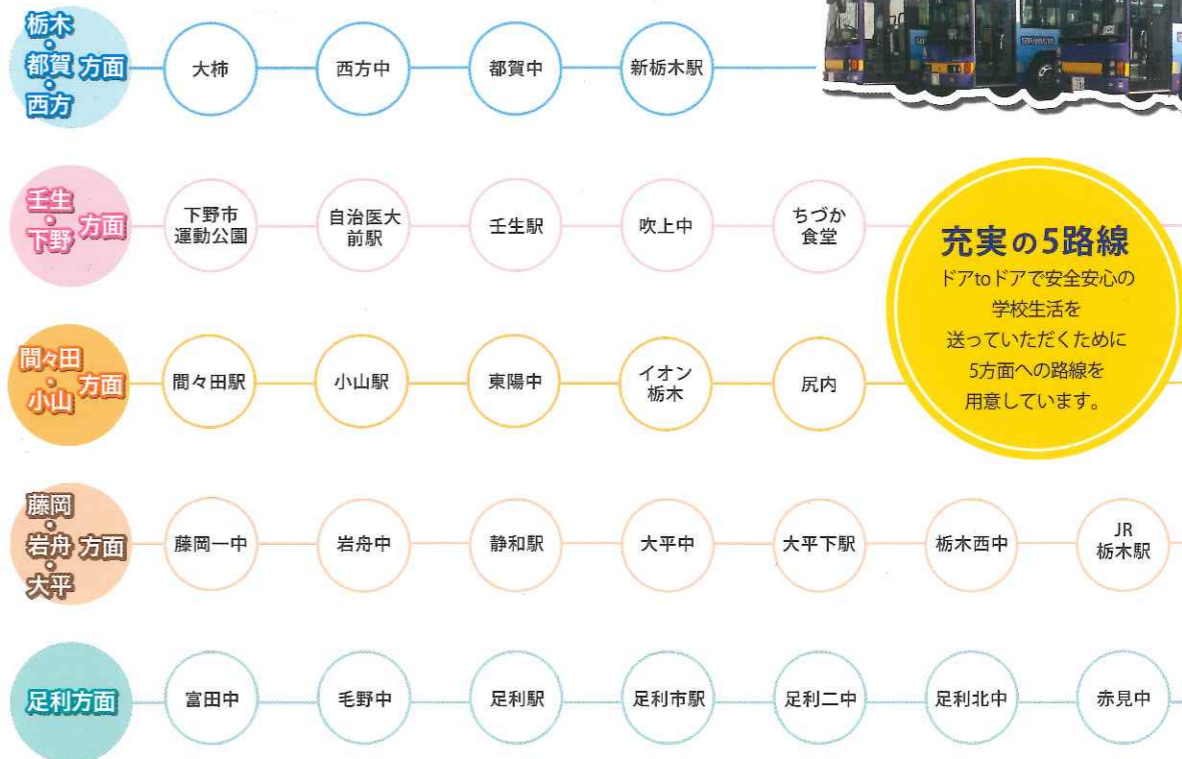 栃木
・
都賀 方面
・
西方
大柿
西方中
都賀中
新栃木駅
壬生
・
下野
方面
下野市
運動公園
自治医大
前駅
壬生駅
吹上中
ちづか
食堂
充実の5路線
ドアtoドアで安全安心の
学校生活を
送っていただくために
5方面への路線を
用意しています。
間々田
・
小山
方面
間々田駅
小山駅
東陽中
イオン
栃木
尻内
藤岡
・
岩舟 方面
・
大平
藤岡一中
岩舟中
静和駅
大平中
大平下駅
栃木西中
JR
栃木駅
足利方面
富田中
毛野中
足利駅
足利市駅
足利二中
足利北中
赤見中